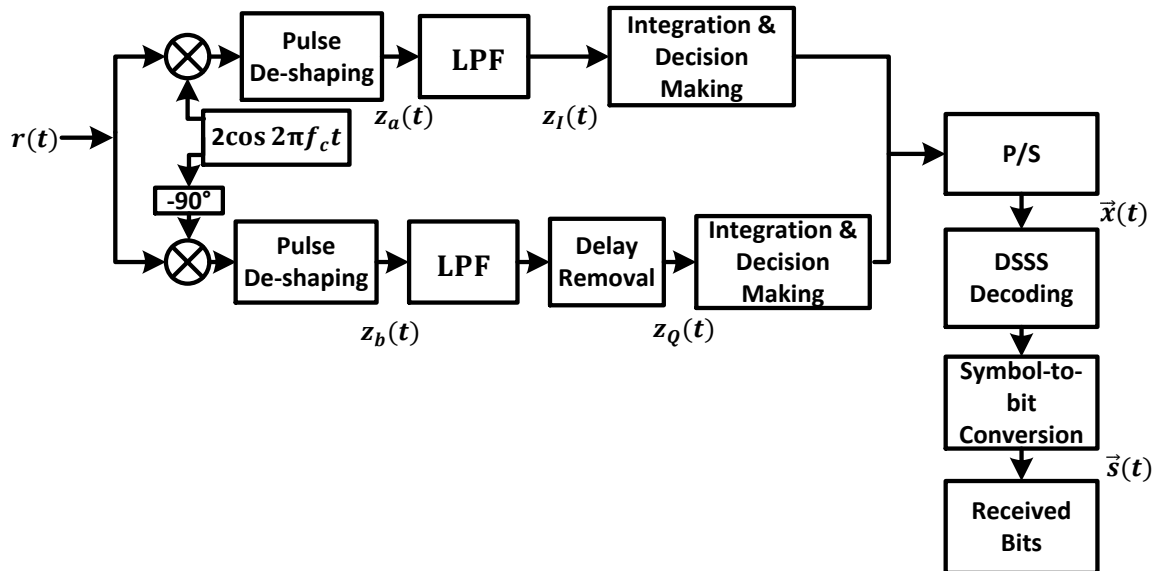 Pulse
De-shaping
LPF
Integration &
Decision
Making
z_a(t)
z_I(t)
r(t)
2cos 2πf_c t
-90°
P/S
x⃗(t)
Pulse
De-shaping
LPF
Delay
Removal
Integration &
Decision
Making
z_b(t)
z_Q(t)
DSSS
Decoding
Symbol-to-
bit
Conversion
s⃗(t)
Received
Bits